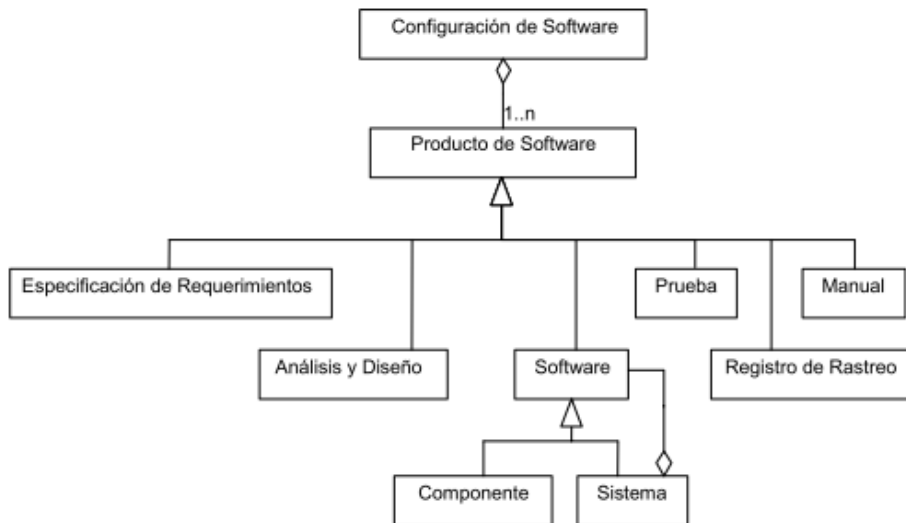 Configuración de Software
1..n
Producto de Software
Especificación de Requerimientos
Prueba
Manual
Análisis y Diseño
Software
Registro de Rastreo
Componente
Sistema